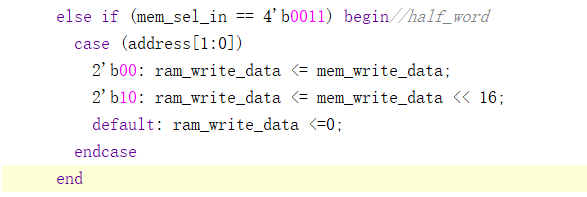 else if (mem_sel_in == 4'b0011) begin//half_word
case (address[1:0])
2'b00: ram_write_data <= mem_write_data;
2'b10: ram_write_data <= mem_write_data << 16;
default: ram_write_data <=0;
endcase
end